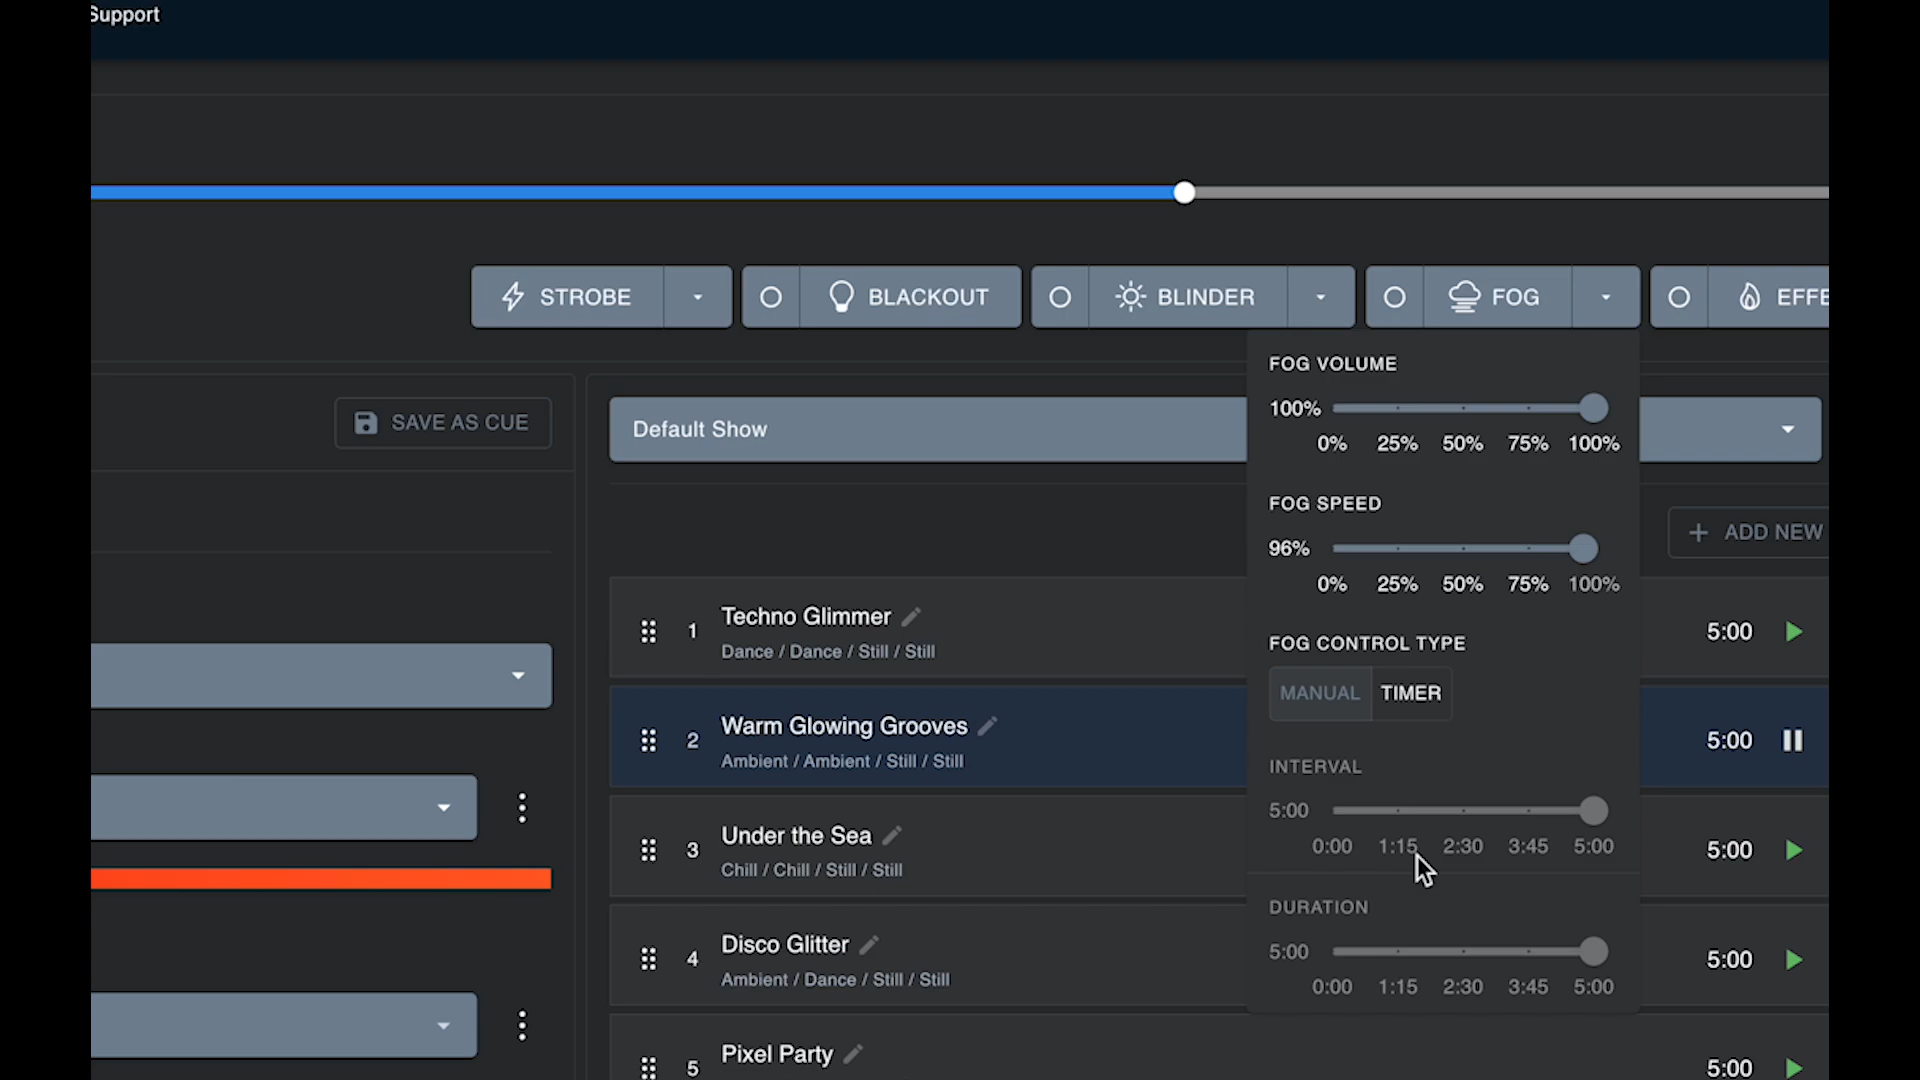 Support
STROBE
BLACKOUT
BLINDER
FOG
EFFE
SAVE AS CUE
Default Show
ADD NEW
1 Techno Glimmer 5:00
Dance / Dance / Still / Still
2 Warm Glowing Grooves 5:00
Ambient / Ambient / Still / Still
3 Under the Sea 5:00
Chill / Chill / Still / Still
4 Disco Glitter 5:00
Ambient / Dance / Still / Still
5 Pixel Party 5:00
FOG VOLUME
100%
0% 25% 50% 75% 100%
FOG SPEED
96%
0% 25% 50% 75% 100%
FOG CONTROL TYPE
MANUAL TIMER
INTERVAL
5:00
0:00 1:15 2:30 3:45 5:00
DURATION
5:00
0:00 1:15 2:30 3:45 5:00